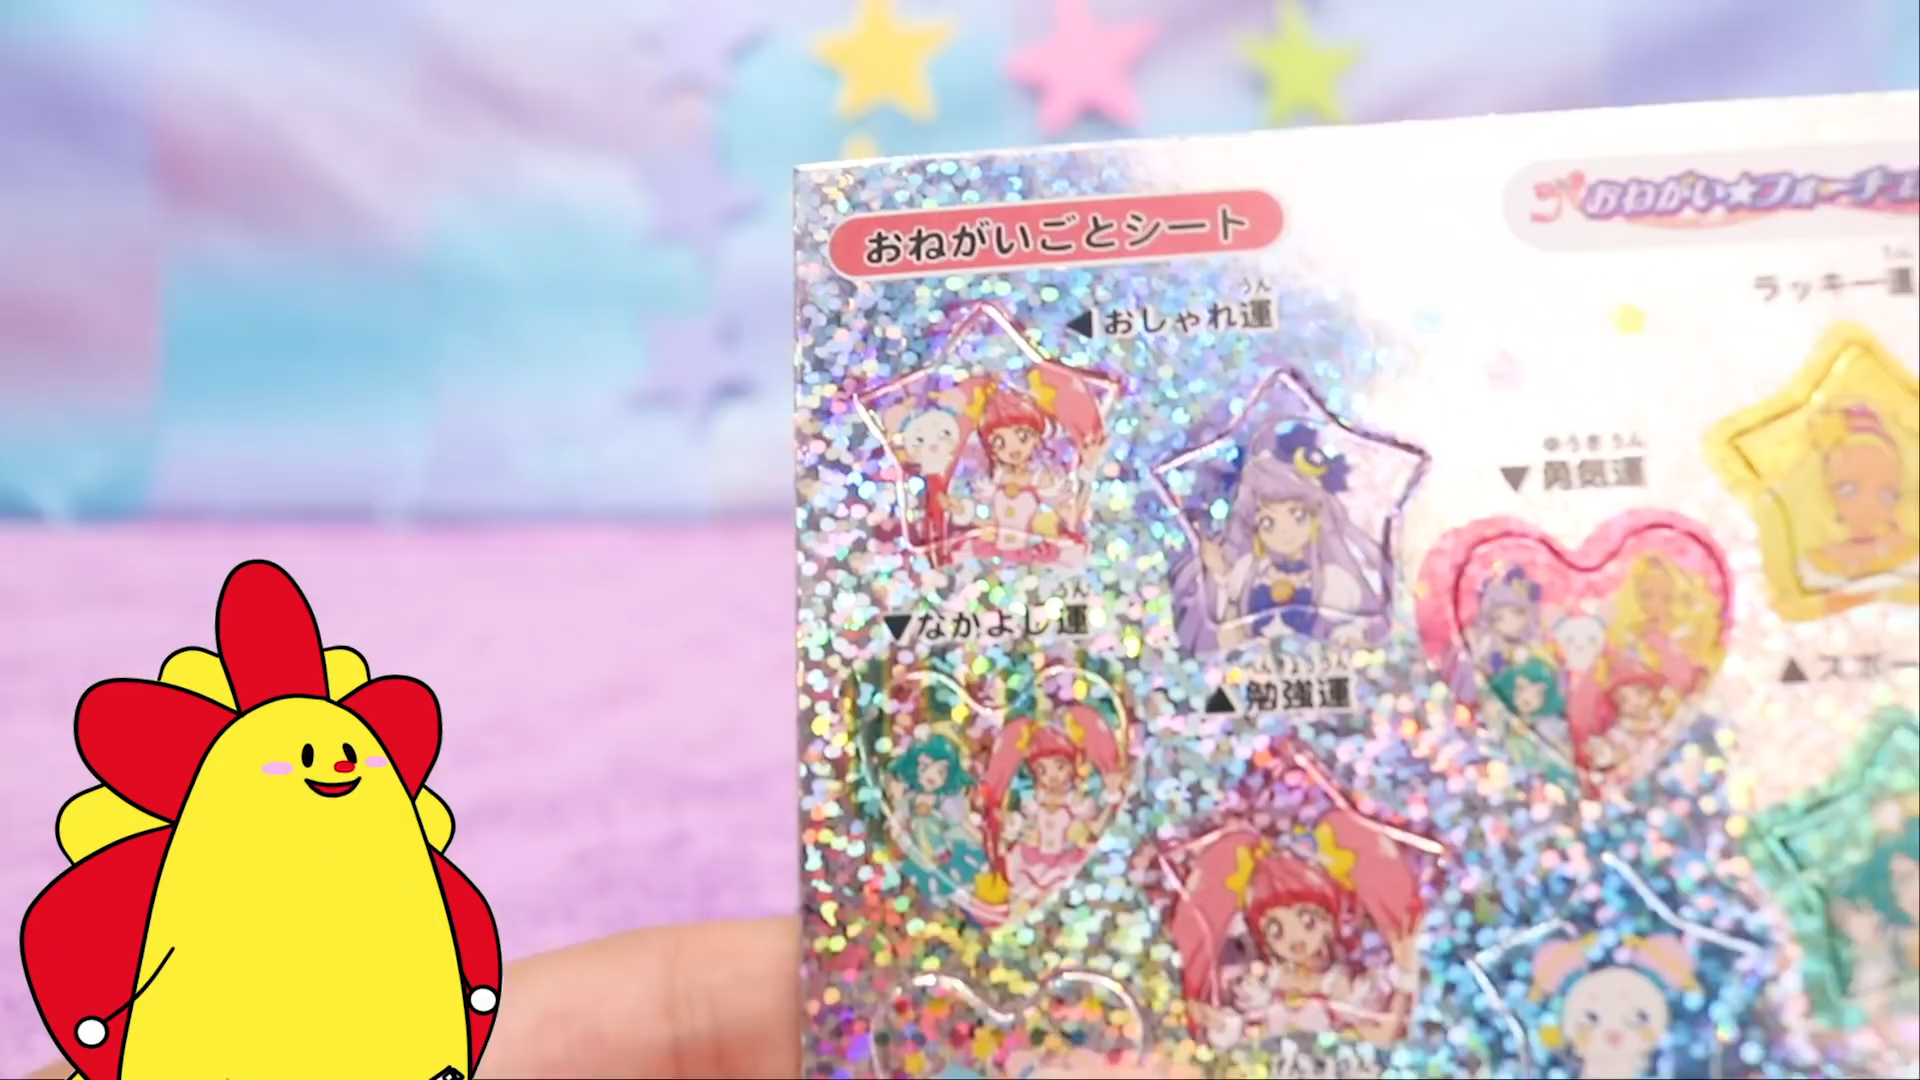 おねがいごとシート
おねがい★フォーチュ
うん
◀おしゃれ運
うん
ラッキー運
ゆうき うん
▼勇気運
うん
▼なかよし運
べんきょううん
▲勉強運
▲スポー